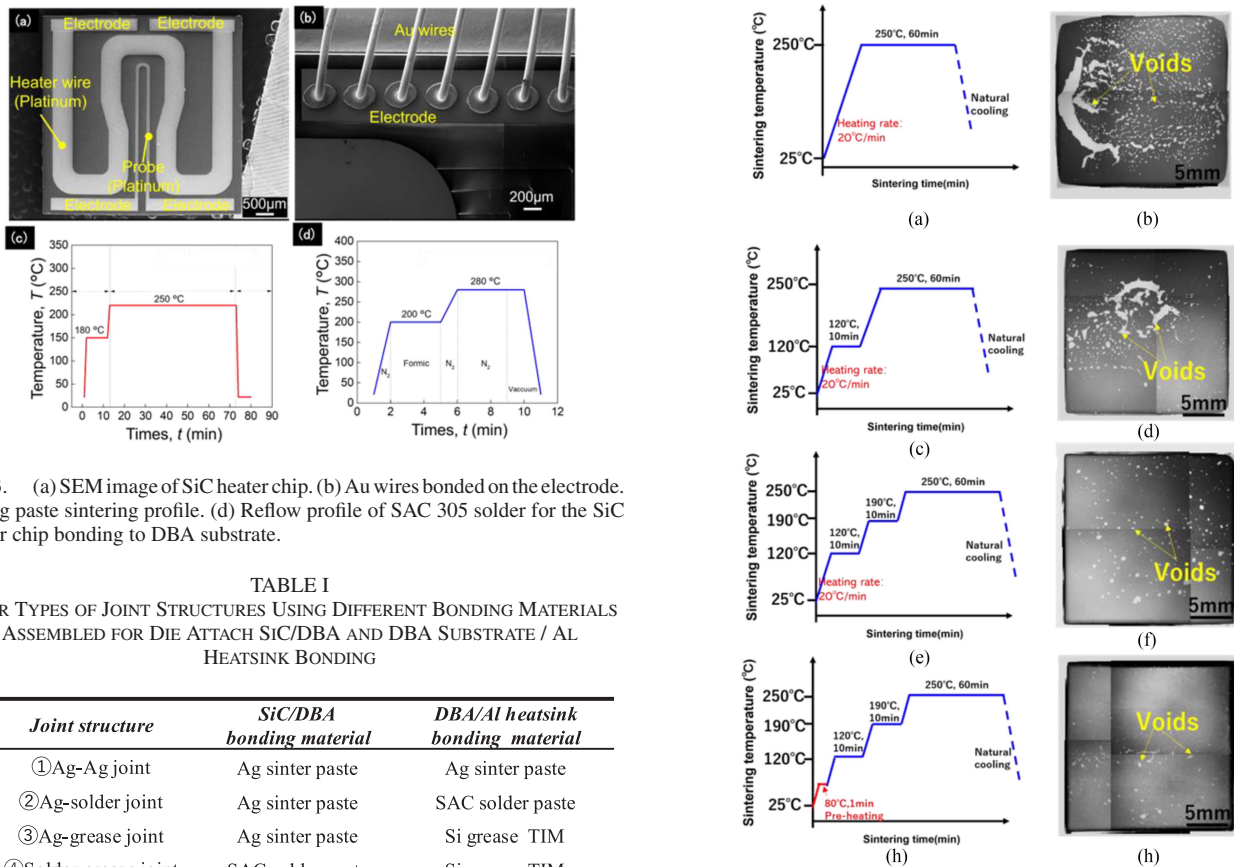 (a)
Electrode
Electrode
Heater wire
(Platinum)
Probe
(Platinum)
Electrode
Electrode
500μm
(b)
Au wires
Electrode
200μm
(c)
350
300
250
200
150
100
50
0
Temperature, T (°C)
180 °C
250 °C
0 10 20 30 40 50 60 70 80 90
Times, t (min)
(d)
400
350
300
250
200
150
100
50
0
Temperature, T (°C)
200 °C
280 °C
N2
Formic
N2
N2
Vaccuum
2 4 6 8 10 12
Times, t (min)
(a) SEM image of SiC heater chip. (b) Au wires bonded on the electrode.
g paste sintering profile. (d) Reflow profile of SAC 305 solder for the SiC
r chip bonding to DBA substrate.
TABLE I
R TYPES OF JOINT STRUCTURES USING DIFFERENT BONDING MATERIALS
ASSEMBLED FOR DIE ATTACH SIC/DBA AND DBA SUBSTRATE / AL
HEATSINK BONDING
Joint structure
SiC/DBA
bonding material
DBA/Al heatsink
bonding material
①Ag-Ag joint Ag sinter paste Ag sinter paste
②Ag-solder joint Ag sinter paste SAC solder paste
③Ag-grease joint Ag sinter paste Si grease TIM
Sintering temperature (℃)
250℃
25℃
250℃, 60min
Heating rate:
20℃/min
Natural
cooling
Sintering time(min)
(a)
Voids
5mm
(b)
Sintering temperature (℃)
250℃
120℃
25℃
250℃, 60min
120℃,
10min
Heating rate:
20℃/min
Natural
cooling
Sintering time(min)
(c)
Voids
5mm
(d)
Sintering temperature (℃)
250℃
190℃
120℃
25℃
250℃, 60min
190℃,
10min
120℃,
10min
Heating rate:
20℃/min
Natural
cooling
Sintering time(min)
(e)
Voids
5mm
(f)
Sintering temperature (℃)
250℃
190℃
120℃
25℃
250℃, 60min
190℃,
10min
120℃,
10min
80℃,1min
Pre-heating
Natural
cooling
Sintering time(min)
(h)
Voids
5mm
(h)